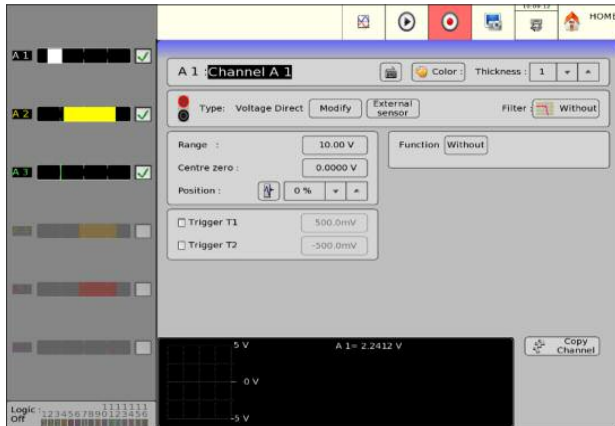 HOME
A 1
A 1 : Channel A 1
Color :
Thickness : 1
A 2
Type: Voltage Direct
Modify
External
sensor
Filter :
Without
Range :
10.00 V
Function
Without
Centre zero :
0.0000 V
A 3
Position :
0 %
Trigger T1
500.0mV
Trigger T2
-500.0mV
5 V
A 1= 2.2412 V
Copy
Channel
0 V
Logic :
Off
1111111
1234567890123456
-5 V